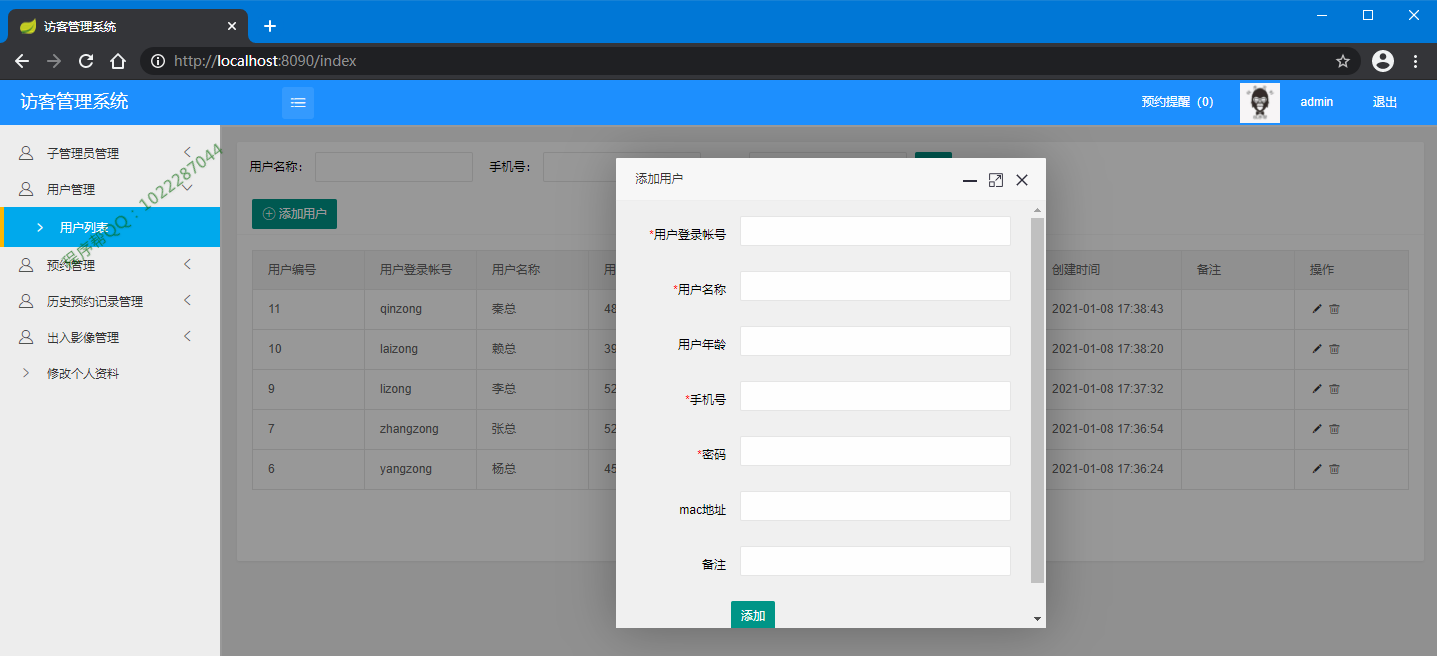 访客管理系统
http://localhost:8090/index
访客管理系统
预约提醒（0） admin 退出
子管理员管理
用户管理
用户列表
预约管理
历史预约记录管理
出入影像管理
修改个人资料
程序帮QQ：1022287044
用户名称： 手机号：
添加用户
用户编号 用户登录帐号 用户名称 用 创建时间 备注 操作
11 qinzong 秦总 48 2021-01-08 17:38:43
10 laizong 赖总 39 2021-01-08 17:38:20
9 lizong 李总 52 2021-01-08 17:37:32
7 zhangzong 张总 52 2021-01-08 17:36:54
6 yangzong 杨总 45 2021-01-08 17:36:24
添加用户
*用户登录帐号
*用户名称
用户年龄
*手机号
*密码
mac地址
备注
添加